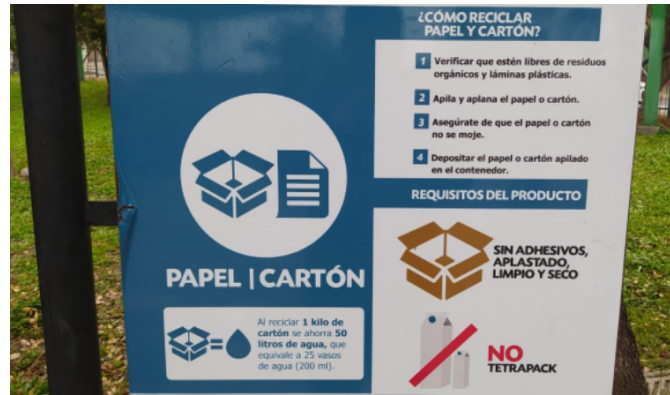 PAPEL | CARTÓN
Al reciclar 1 kilo de
cartón se ahorra 50
litros de agua, que
equivale a 25 vasos
de agua (200 ml).
¿CÓMO RECICLAR
PAPEL Y CARTÓN?
1 Verificar que estén libres de residuos
orgánicos y láminas plásticas.
2 Apila y aplana el papel o cartón.
3 Asegúrate de que el papel o cartón
no se moje.
4 Depositar el papel o cartón apilado
en el contenedor.
REQUISITOS DEL PRODUCTO
SIN ADHESIVOS,
APLASTADO,
LIMPIO Y SECO
NO
TETRAPACK